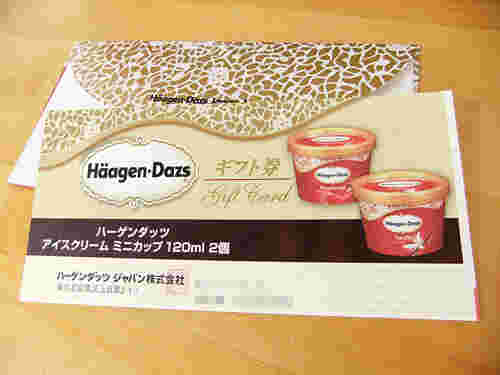 Häagen-Dazs
Häagen-Dazs
ギフト券
Gift Card
Häagen-Dazs
ハーゲンダッツ
アイスクリーム ミニカップ 120ml 2個
ハーゲンダッツ ジャパン株式会社